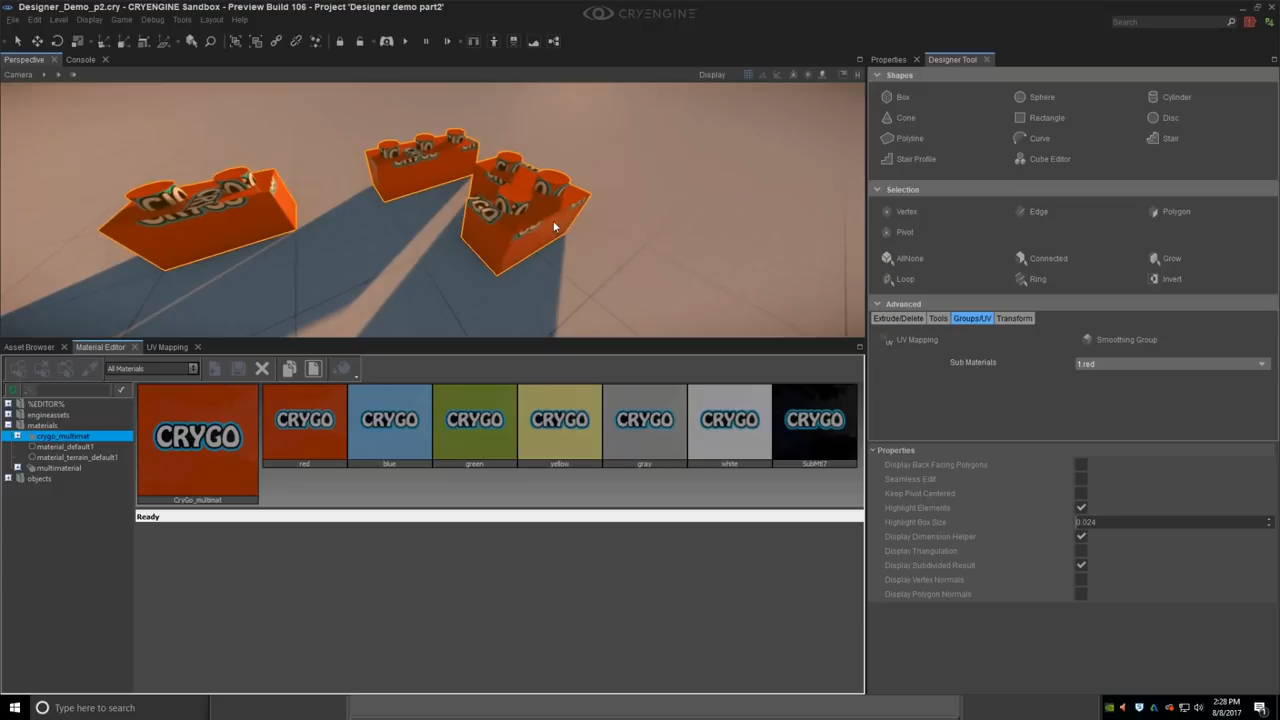 Designer_Demo_p2.cry - CRYENGINE Sandbox - Preview Build 106 - Project 'Designer demo part2'
File Edit Level Display Game Debug Tools Layout Help
CRYENGINE
Search
Perspective Console
Camera
Display
Properties Designer Tool
Shapes
Box Sphere Cylinder
Cone Rectangle Disc
Polyline Curve Stair
Stair Profile Cube Editor
Selection
Vertex Edge Polygon
Pivot
AllNone Connected Grow
Loop Ring Invert
Advanced
Extrude/Delete Tools Groups/UV Transform
UV Mapping Smoothing Group
Sub Materials 1.red
Properties
Display Back Facing Polygons
Seamless Edit
Keep Pivot Centered
Highlight Elements
Highlight Box Size 0.024
Display Dimension Helper
Display Triangulation
Display Subdivided Result
Display Vertex Normals
Display Polygon Normals
Asset Browser Material Editor UV Mapping
All Materials
%EDITOR%
engineassets
materials
crygo_multimat
material_default1
material_terrain_default1
multimaterial
objects
CRYGO CRYGO CRYGO CRYGO CRYGO CRYGO CRYGO CRYGO
red blue green yellow gray white SubMtl7
CryGo_multimat
Ready
Type here to search
2:28 PM
8/8/2017